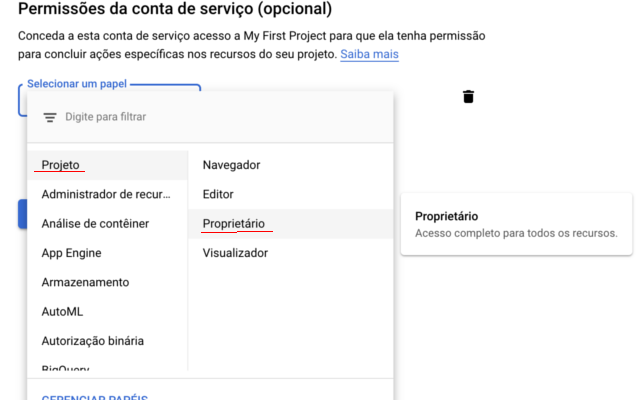 Permissões da conta de serviço (opcional)
Conceda a esta conta de serviço acesso a My First Project para que ela tenha permissão
para concluir ações específicas nos recursos do seu projeto. Saiba mais
Selecionar um papel
Digite para filtrar
Projeto
Administrador de recur...
Análise de contêiner
App Engine
Armazenamento
AutoML
Autorização binária
BigQuery
Navegador
Editor
Proprietário
Visualizador
Proprietário
Acesso completo para todos os recursos.
GERENCIAR PAPÉIS